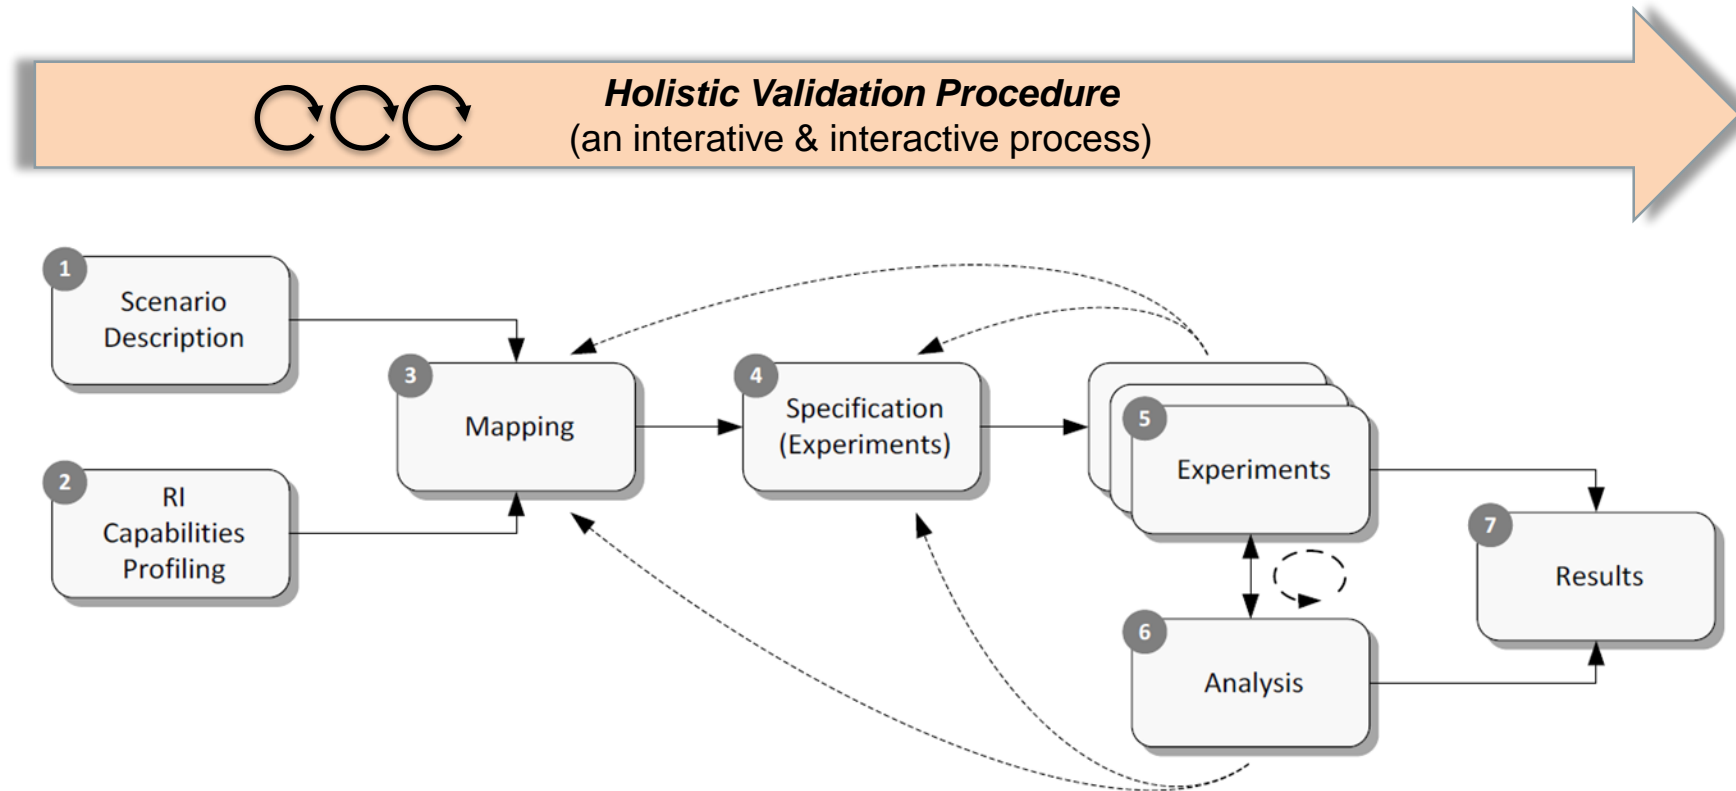 Holistic Validation Procedure
(an interative & interactive process)
1
Scenario
Description
2
RI
Capabilities
Profiling
3
Mapping
4
Specification
(Experiments)
5
Experiments
6
Analysis
7
Results